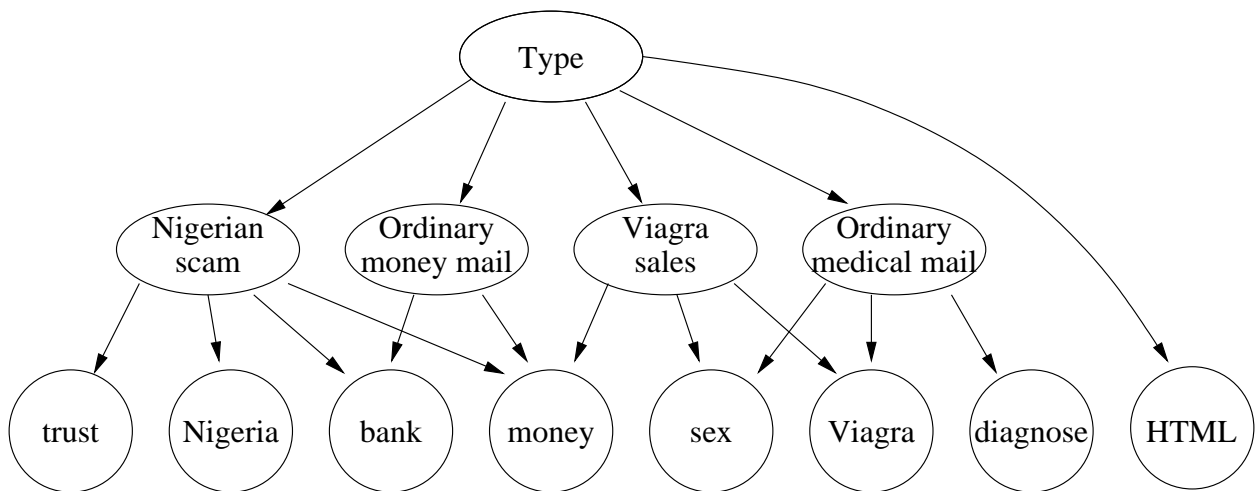 Type
Nigerian
scam
Ordinary
money mail
Viagra
sales
Ordinary
medical mail
trust
Nigeria
bank
money
sex
Viagra
diagnose
HTML